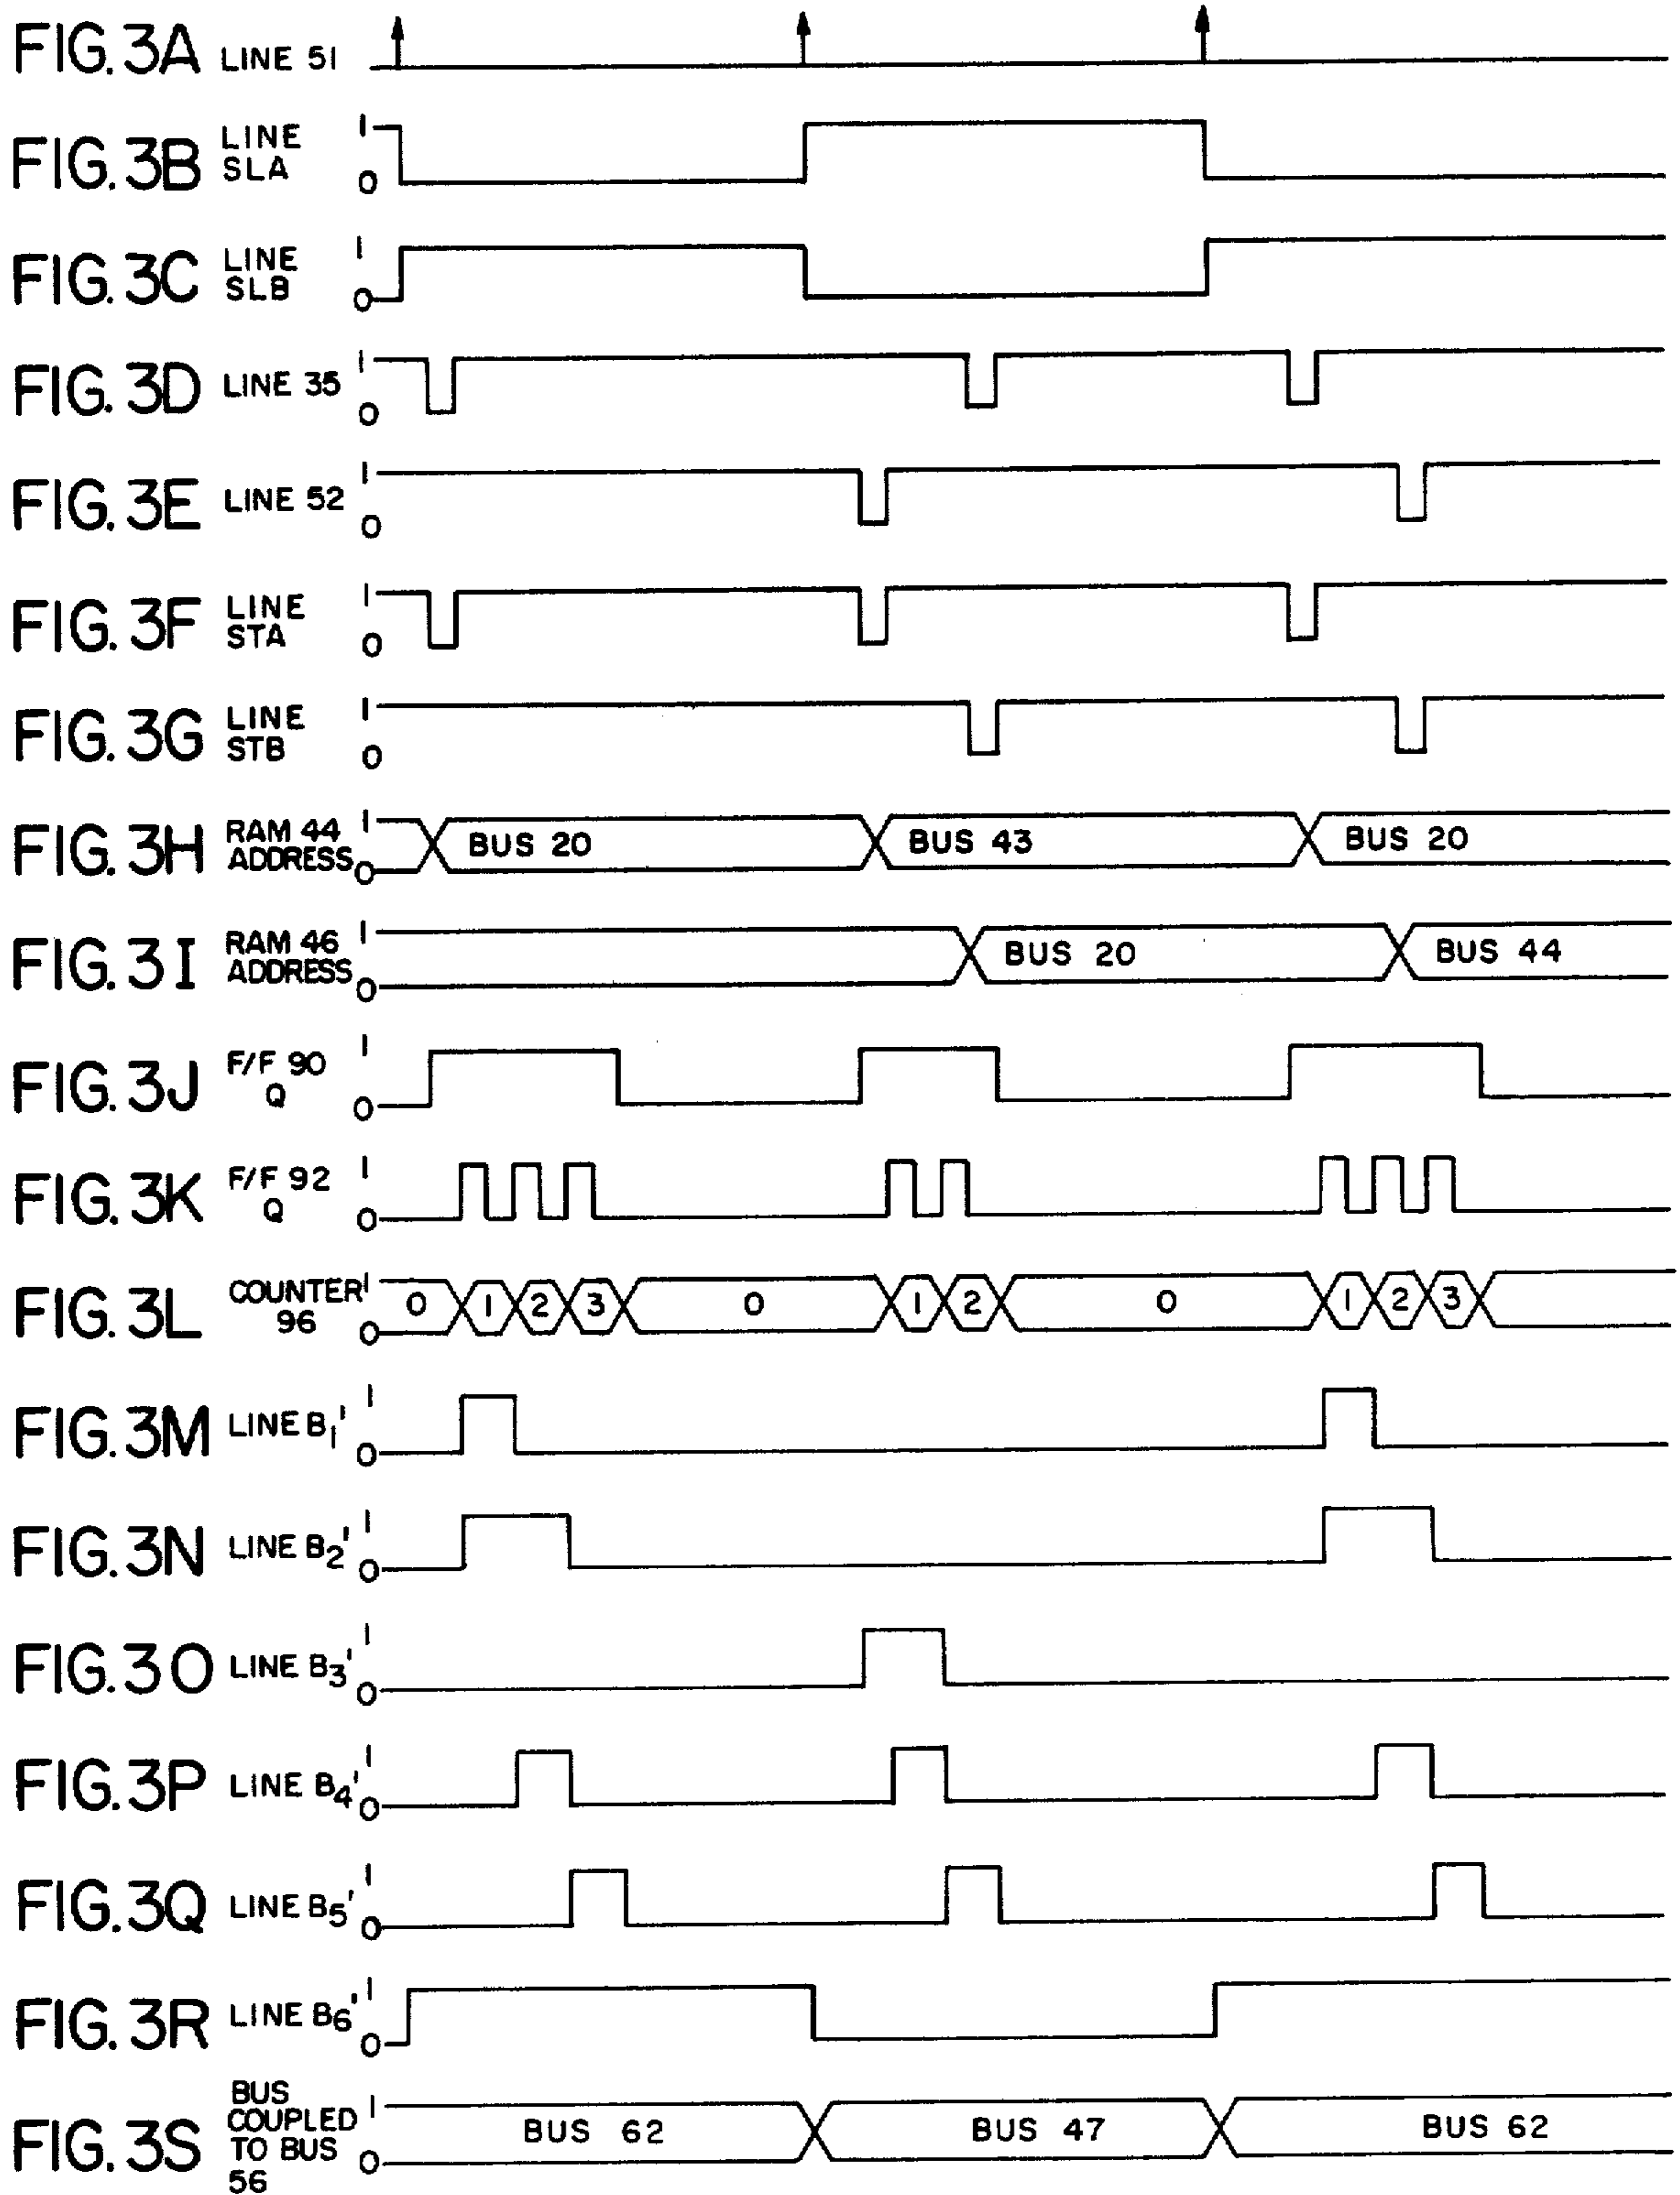 FIG. 3A LINE 51
FIG. 3B LINE SLA 1 0
FIG. 3C LINE SLB 1 0
FIG. 3D LINE 35 1 0
FIG. 3E LINE 52 1 0
FIG. 3F LINE STA 1 0
FIG. 3G LINE STB 1 0
FIG. 3H RAM 44 ADDRESS 1 0 BUS 20 BUS 43 BUS 20
FIG. 3I RAM 46 ADDRESS 1 0 BUS 20 BUS 44
FIG. 3J F/F 90 Q 1 0
FIG. 3K F/F 92 Q 1 0
FIG. 3L COUNTER 96 1 0 0 1 2 3 0 1 2 0 1 2 3
FIG. 3M LINE B1' 1 0
FIG. 3N LINE B2' 1 0
FIG. 3O LINE B3' 1 0
FIG. 3P LINE B4' 1 0
FIG. 3Q LINE B5' 1 0
FIG. 3R LINE B6' 1 0
FIG. 3S BUS COUPLED TO BUS 56 1 0 BUS 62 BUS 47 BUS 62